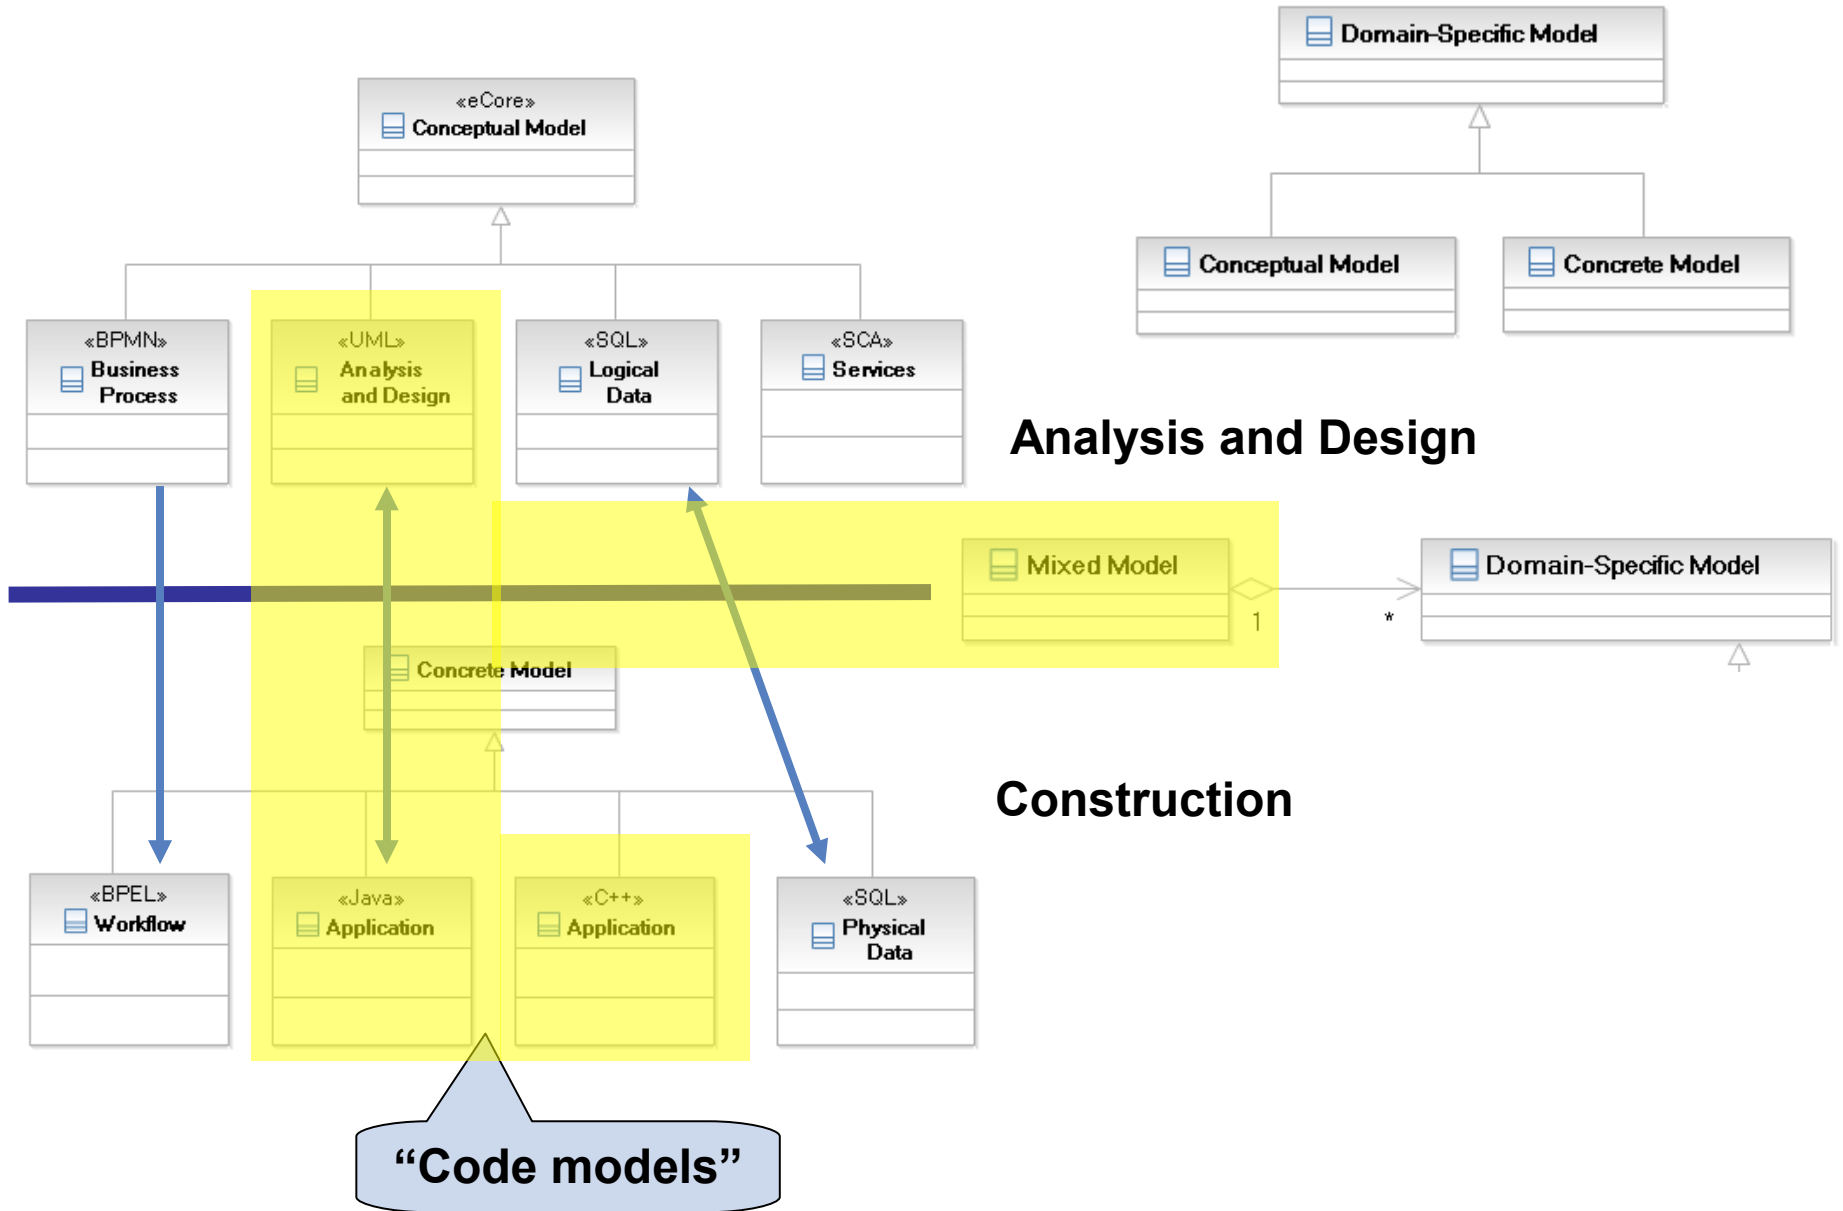 Domain-Specific Model
«eCore»
Conceptual Model
Conceptual Model
Concrete Model
«BPMN»
Business
Process
«UML»
Analysis
and Design
«SQL»
Logical
Data
«SCA»
Services
Analysis and Design
Mixed Model
1
*
Domain-Specific Model
Concrete Model
Construction
«BPEL»
Workflow
«Java»
Application
«C++»
Application
«SQL»
Physical
Data
“Code models”